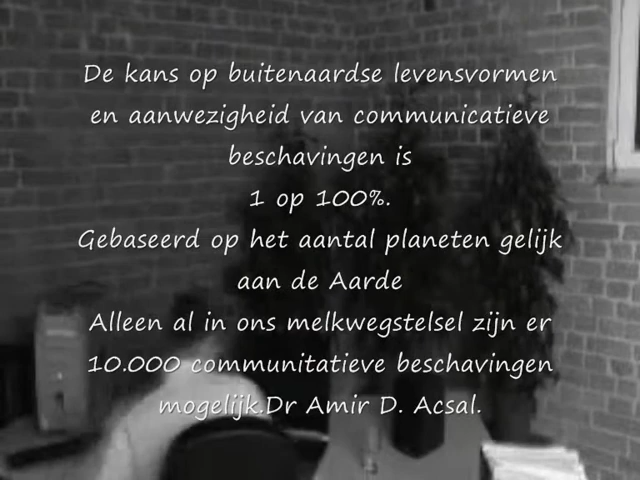 De kans op buitenaardse levensvormen
en aanwezigheid van communicatieve
beschavingen is
1 op 100%.
Gebaseerd op het aantal planeten gelijk
aan de Aarde
Alleen al in ons melkwegstelsel zijn er
10.000 communitatieve beschavingen
mogelijk.Dr Amir D. Acsal.